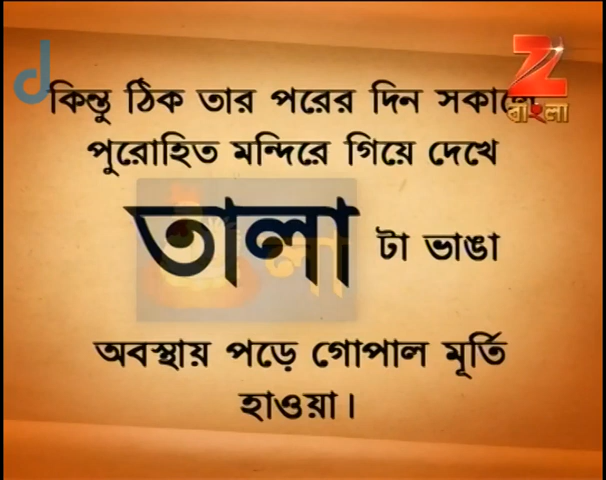 কিন্তু ঠিক তার পরের দিন সকালে
পুরোহিত মন্দিরে গিয়ে দেখে
তালা টা ভাঙা
অবস্থায় পড়ে গোপাল মূর্তি
হাওয়া।
Z
বাংলা
d